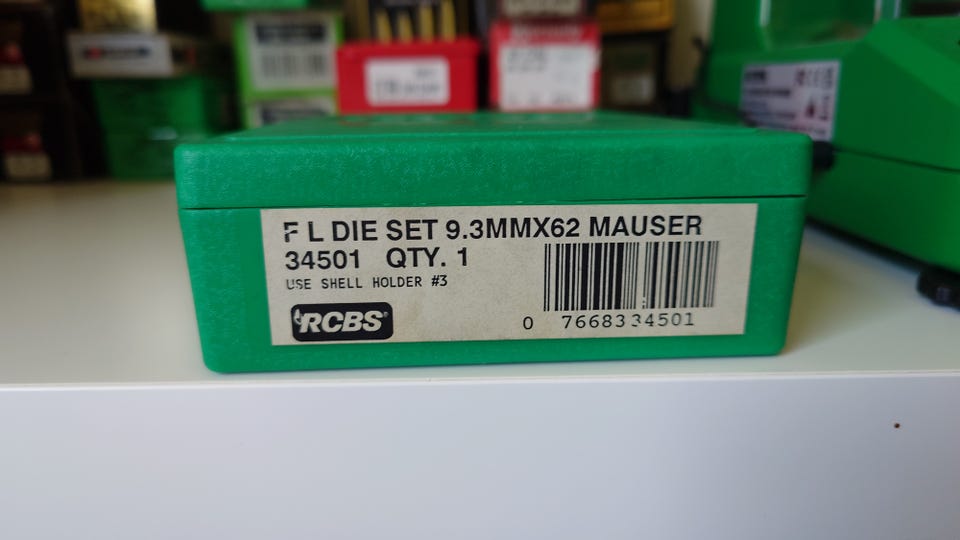 F L DIE SET 9.3MMX62 MAUSER
34501 QTY. 1
USE SHELL HOLDER #3
RCBS®
0 7668334501